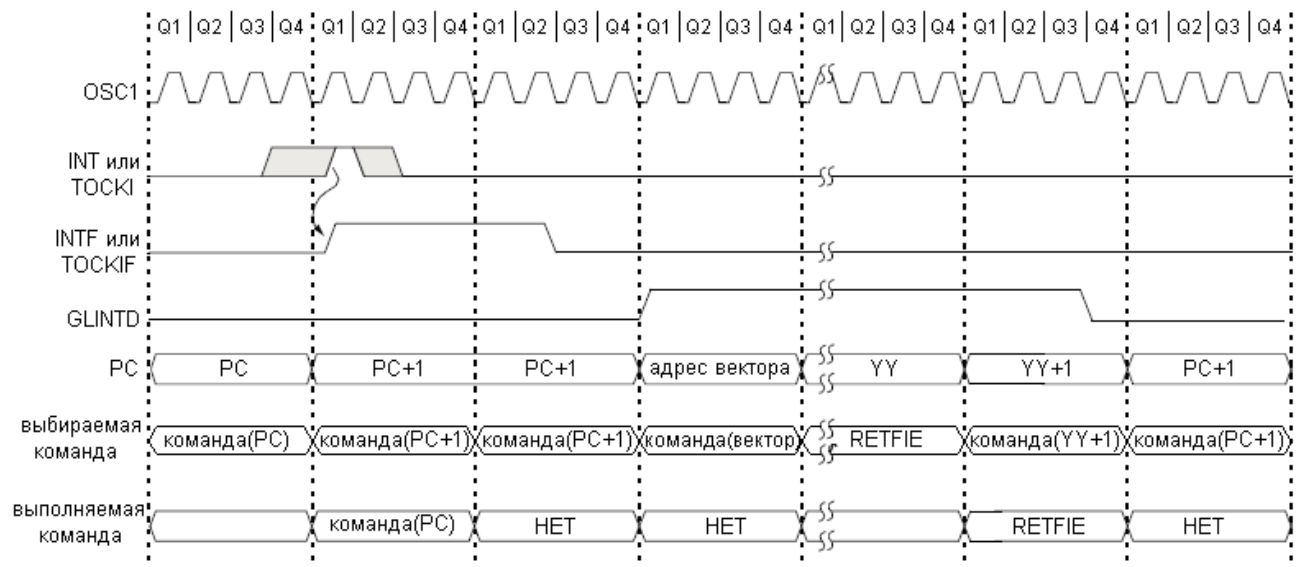 Q1 Q2 Q3 Q4 Q1 Q2 Q3 Q4 Q1 Q2 Q3 Q4 Q1 Q2 Q3 Q4 Q1 Q2 Q3 Q4 Q1 Q2 Q3 Q4 Q1 Q2 Q3 Q4
OSC1
INT или
TOCKI
INTF или
TOCKIF
GLINTD
PC PC PC+1 PC+1 адрес вектора YY YY+1 PC+1
выбираемая
команда
команда(PC) команда(PC+1) команда(PC+1) команда(вектор) RETFIE команда(YY+1) команда(PC+1)
выполняемая
команда
команда(PC) НЕТ НЕТ RETFIE НЕТ